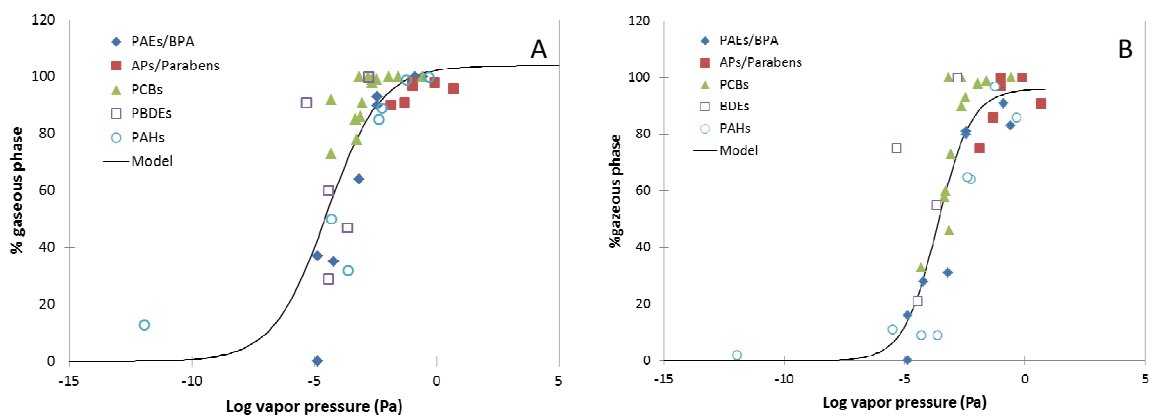 A
% gaseous phase
120
100
80
60
40
20
0
PAEs/BPA
APs/Parabens
PCBs
PBDEs
PAHs
Model
-15
-10
-5
0
5
Log vapor pressure (Pa)
B
%gazeous phase
120
100
80
60
40
20
0
PAEs/BPA
APs/Parabens
PCBs
BDEs
PAHs
Model
-15
-10
-5
0
5
Log vapor pressure (Pa)